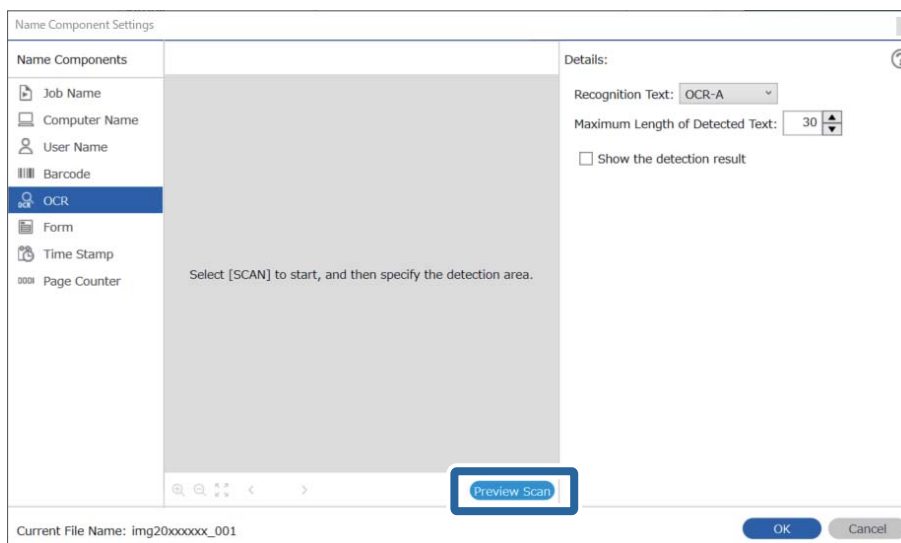 Name Component Settings
Name Components
Job Name
Computer Name
User Name
Barcode
OCR
OCR
Form
Time Stamp
Page Counter
Select [SCAN] to start, and then specify the detection area.
Preview Scan
Details:
Recognition Text: OCR-A
Maximum Length of Detected Text: 30
Show the detection result
Current File Name: img20xxxxxx_001
OK
Cancel